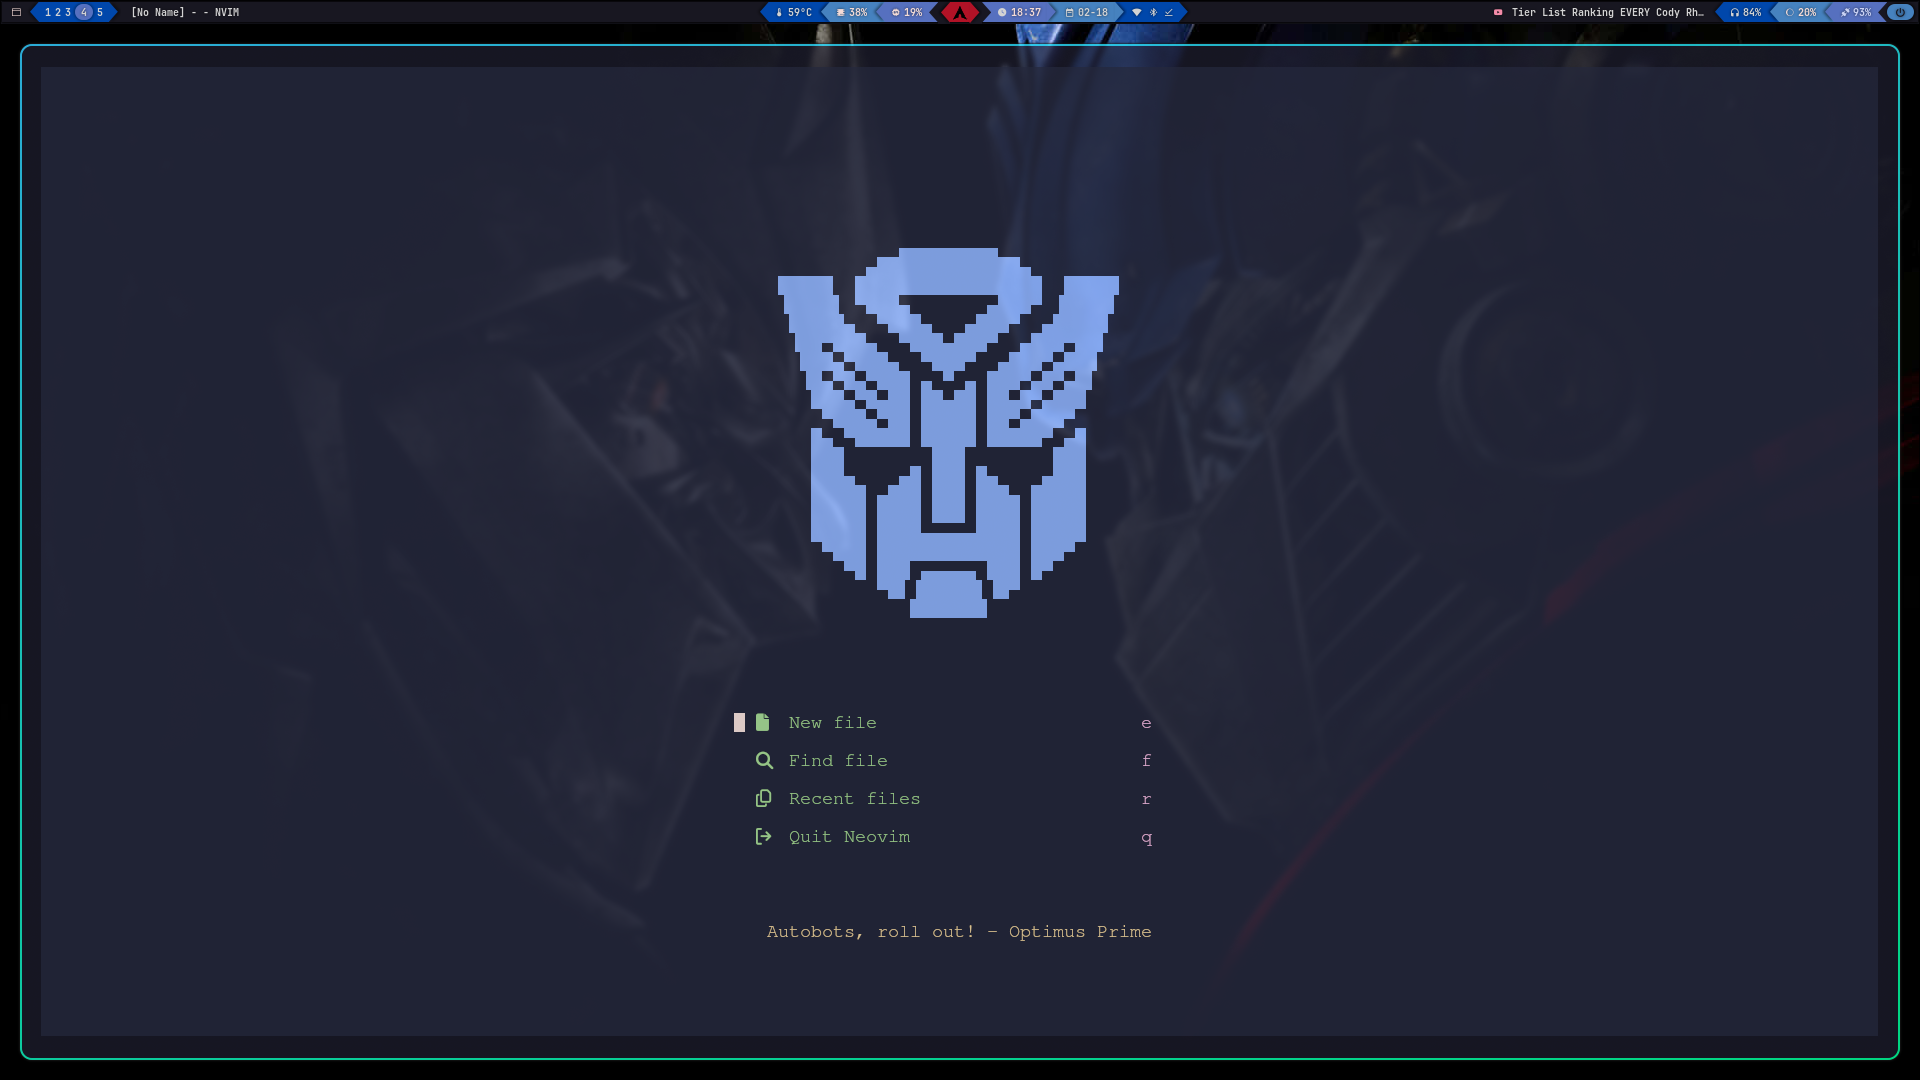 1 2 3 4 5 [No Name] - - NVIM 59°C 38% 19% 18:37 02-18 Tier List Ranking EVERY Cody Rh… 84% 20% 93%
New file e
Find file f
Recent files r
Quit Neovim q
Autobots, roll out! - Optimus Prime